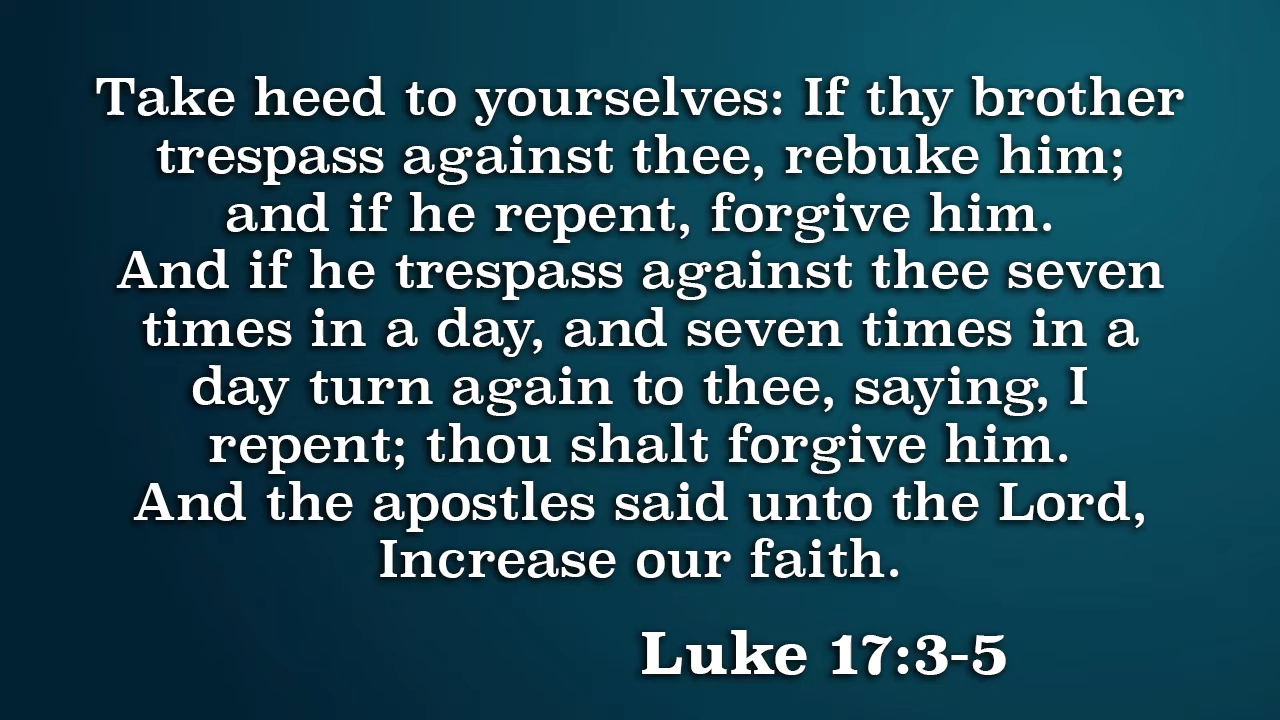 Take heed to yourselves: If thy brother
trespass against thee, rebuke him;
and if he repent, forgive him.
And if he trespass against thee seven
times in a day, and seven times in a
day turn again to thee, saying, I
repent; thou shalt forgive him.
And the apostles said unto the Lord,
Increase our faith.
Luke 17:3-5